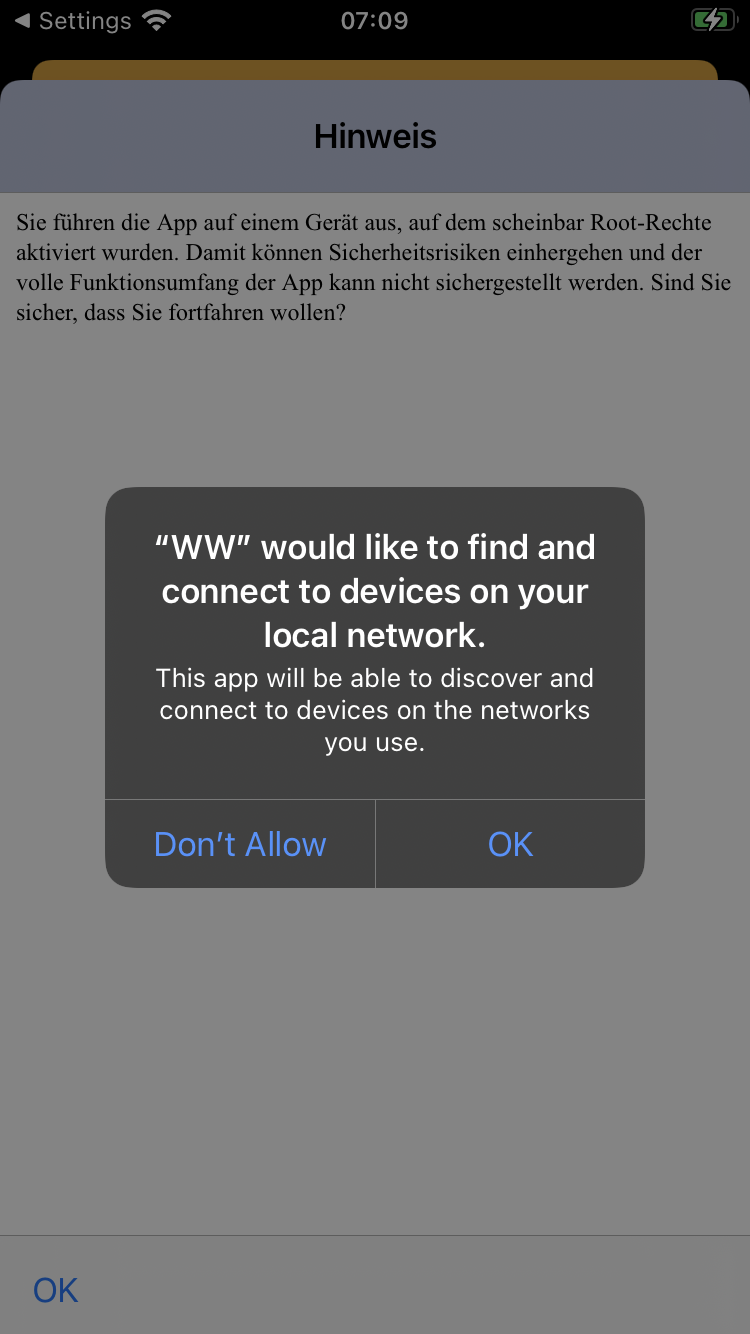 Settings
07:09
Hinweis
Sie führen die App auf einem Gerät aus, auf dem scheinbar Root-Rechte
aktiviert wurden. Damit können Sicherheitsrisiken einhergehen und der
volle Funktionsumfang der App kann nicht sichergestellt werden. Sind Sie
sicher, dass Sie fortfahren wollen?
“WW” would like to find and
connect to devices on your
local network.
This app will be able to discover and
connect to devices on the networks
you use.
Don’t Allow
OK
OK